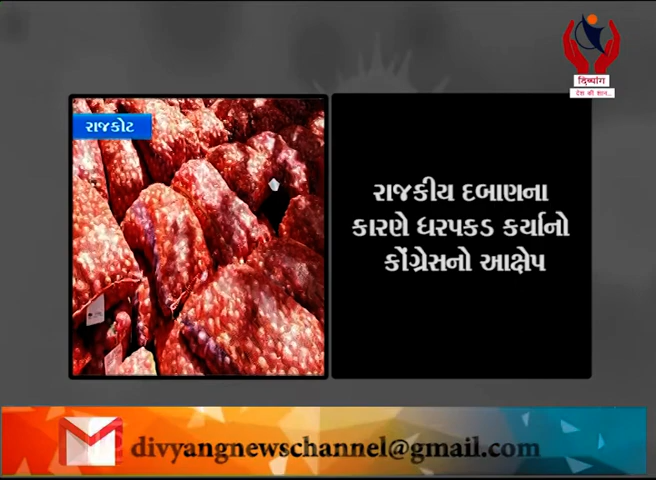 दिव्यांग
देश की शान..
રાજકોટ
રાજકીય દબાણના
કારણે ધરપકડ કર્યાનો
કોંગ્રેસનો આક્ષેપ
divyangnewschannel@gmail.com